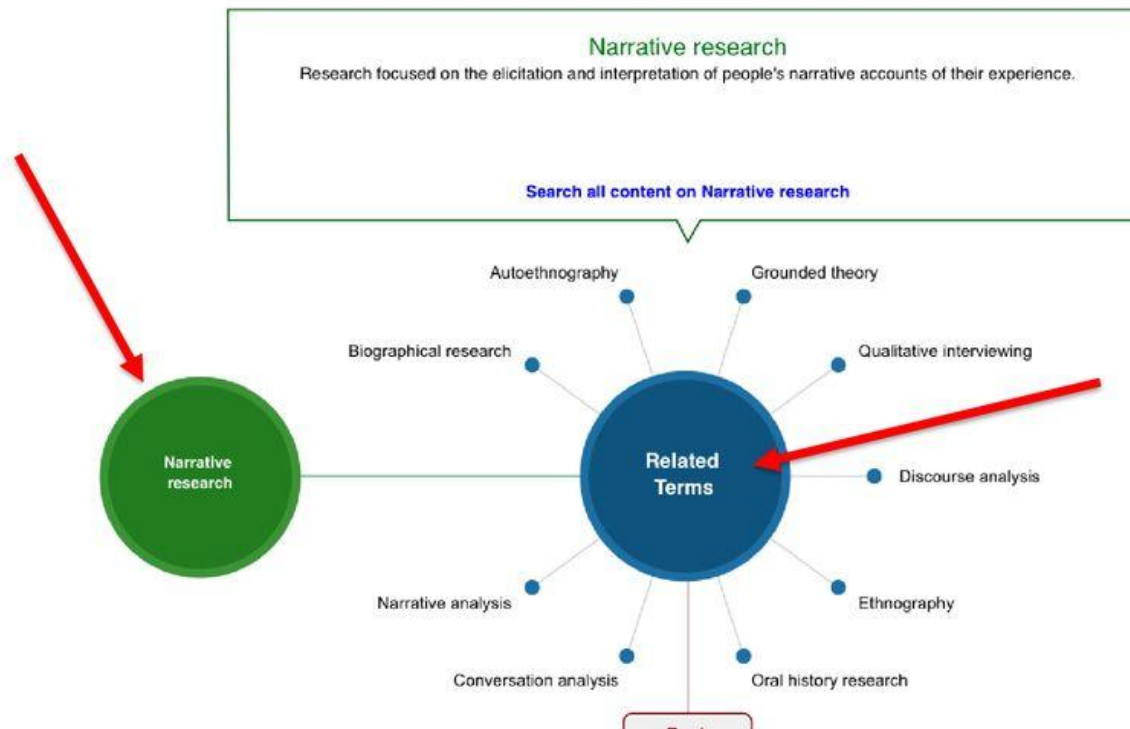 Narrative research
Research focused on the elicitation and interpretation of people's narrative accounts of their experience.
Search all content on Narrative research
Autoethnography
Grounded theory
Biographical research
Qualitative interviewing
Narrative
research
Related
Terms
Discourse analysis
Narrative analysis
Ethnography
Conversation analysis
Oral history research